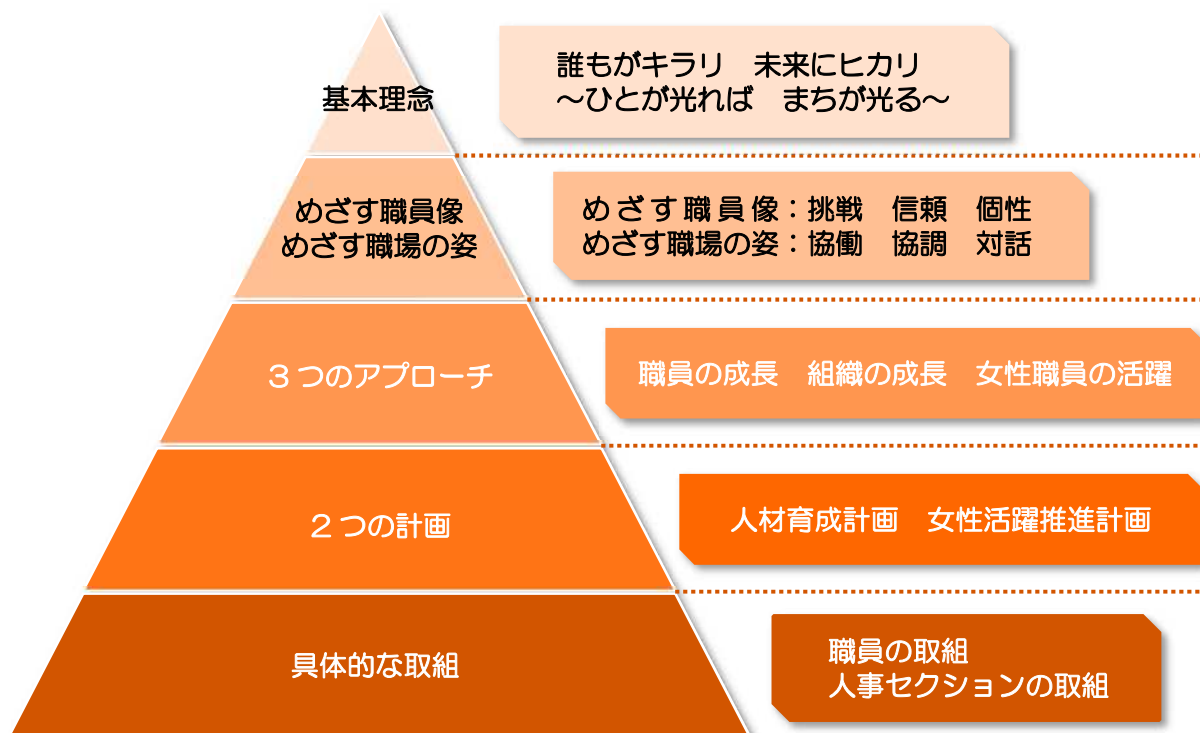 基本理念
誰もがキラリ　未来にヒカリ
～ひとが光れば　まちが光る～
めざす職員像
めざす職場の姿
めざす職員像：挑戦　信頼　個性
めざす職場の姿：協働　協調　対話
3つのアプローチ
職員の成長　組織の成長　女性職員の活躍
2つの計画
人材育成計画　女性活躍推進計画
具体的な取組
職員の取組
人事セクションの取組